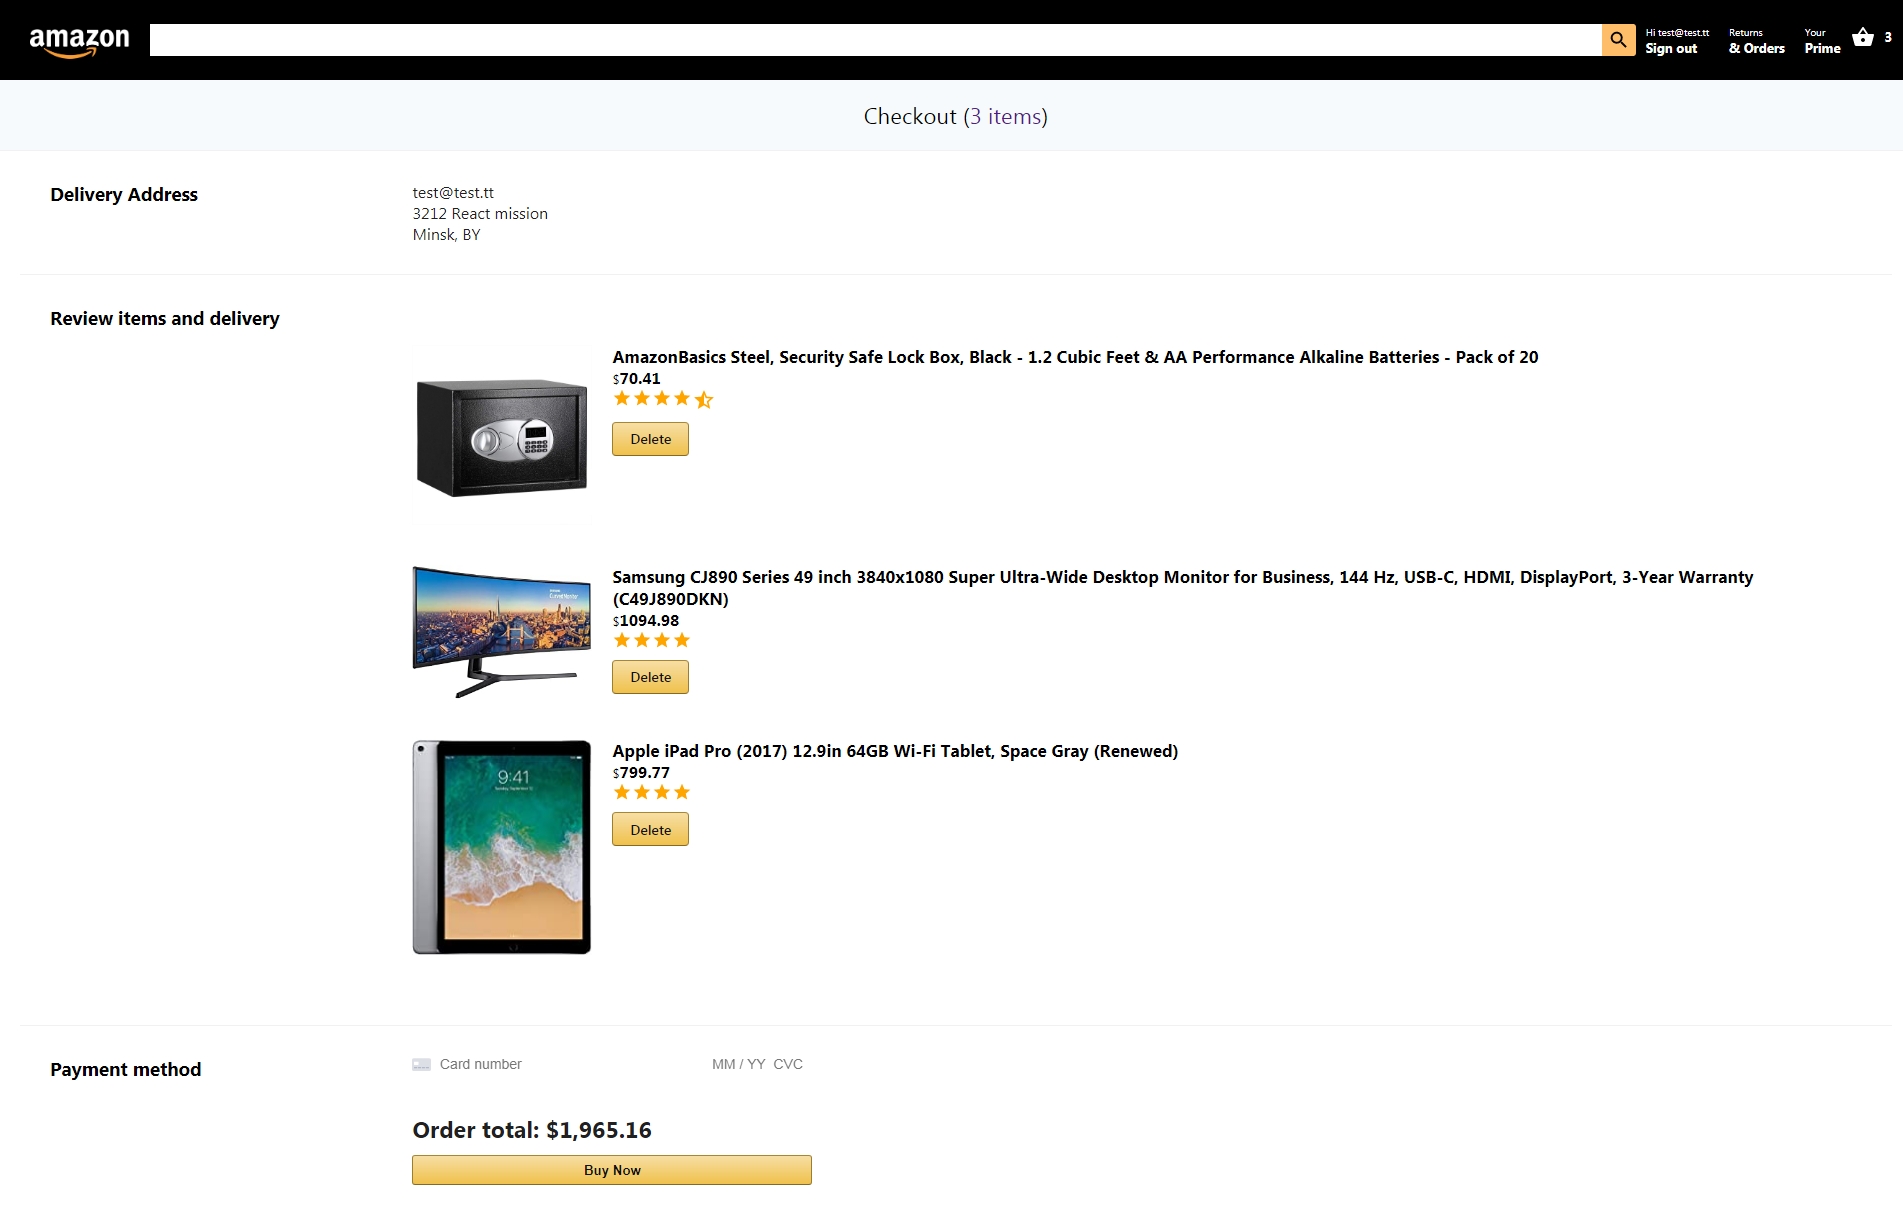 amazon
Hi test@test.tt
Sign out
Returns
& Orders
Your
Prime
3
Checkout (3 items)
Delivery Address
test@test.tt
3212 React mission
Minsk, BY
Review items and delivery
AmazonBasics Steel, Security Safe Lock Box, Black - 1.2 Cubic Feet & AA Performance Alkaline Batteries - Pack of 20
$70.41
Delete
Samsung CJ890 Series 49 inch 3840x1080 Super Ultra-Wide Desktop Monitor for Business, 144 Hz, USB-C, HDMI, DisplayPort, 3-Year Warranty
(C49J890DKN)
$1094.98
Delete
Curved Monitor
Apple iPad Pro (2017) 12.9in 64GB Wi-Fi Tablet, Space Gray (Renewed)
$799.77
Delete
9:41
Payment method
Card number
MM / YY CVC
Order total: $1,965.16
Buy Now